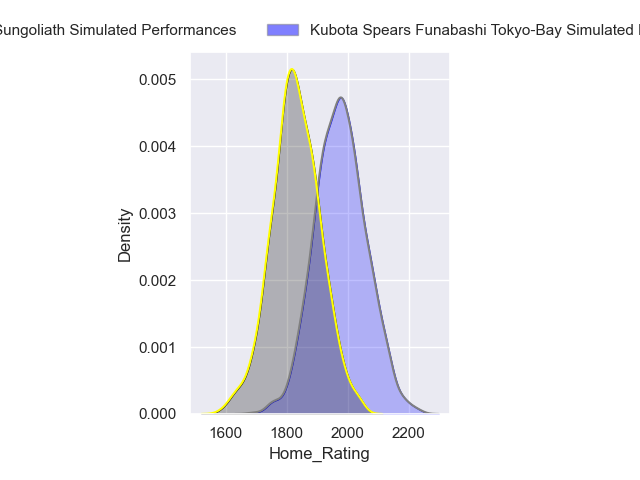 Sungoliath Simulated Performances
Kubota Spears Funabashi Tokyo-Bay Simulated
0.005
0.004
0.003
0.002
0.001
0.000
Density
1600 1800 2000 2200
Home_Rating